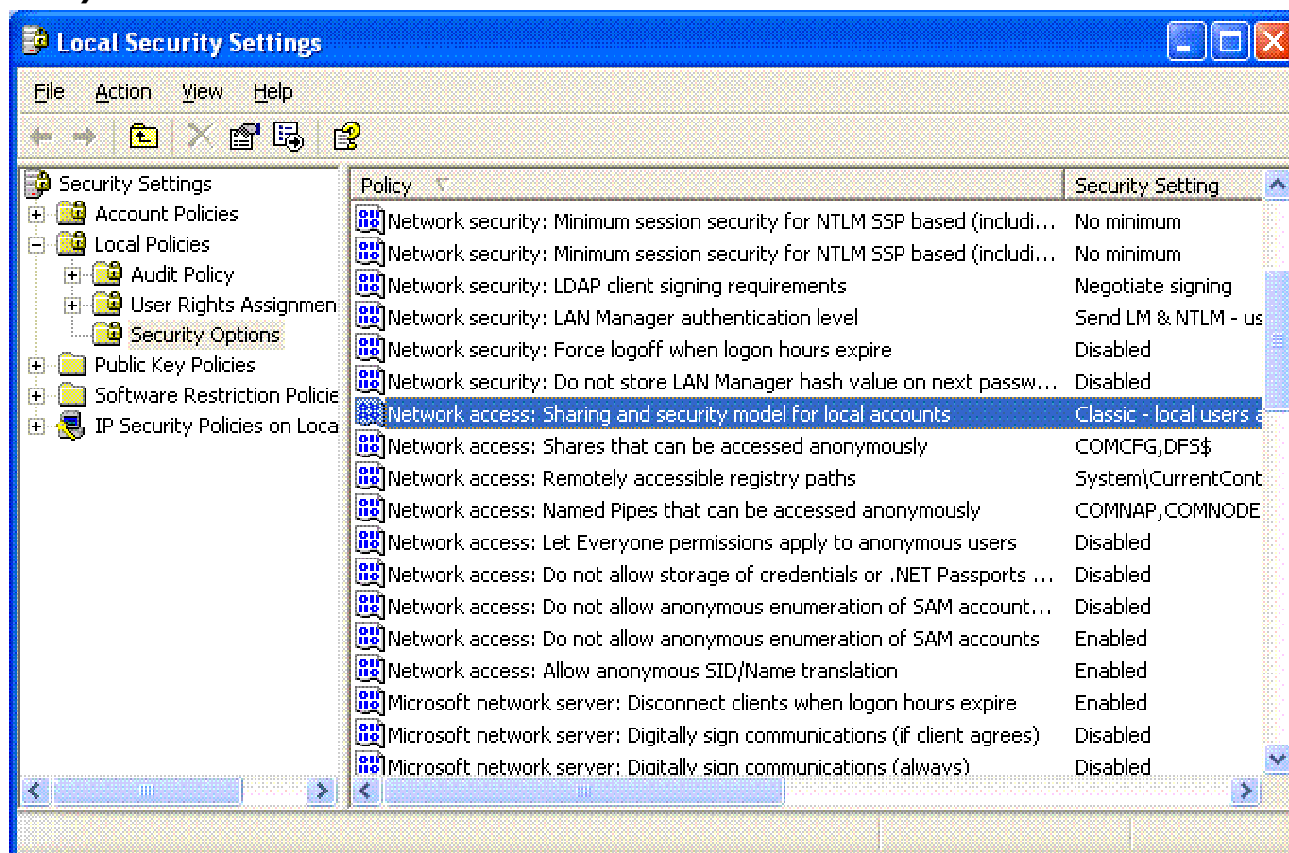 Local Security Settings
File Action View Help
Security Settings
Account Policies
Local Policies
Audit Policy
User Rights Assignmen
Security Options
Public Key Policies
Software Restriction Policie
IP Security Policies on Loca
Policy Security Setting
Network security: Minimum session security for NTLM SSP based (includi... No minimum
Network security: Minimum session security for NTLM SSP based (includi... No minimum
Network security: LDAP client signing requirements Negotiate signing
Network security: LAN Manager authentication level Send LM & NTLM - us
Network security: Force logoff when logon hours expire Disabled
Network security: Do not store LAN Manager hash value on next passw... Disabled
Network access: Sharing and security model for local accounts Classic - local users a
Network access: Shares that can be accessed anonymously COMCFG,DFS$
Network access: Remotely accessible registry paths System\CurrentCont
Network access: Named Pipes that can be accessed anonymously COMNAP,COMNODE
Network access: Let Everyone permissions apply to anonymous users Disabled
Network access: Do not allow storage of credentials or .NET Passports ... Disabled
Network access: Do not allow anonymous enumeration of SAM account... Disabled
Network access: Do not allow anonymous enumeration of SAM accounts Enabled
Network access: Allow anonymous SID/Name translation Enabled
Microsoft network server: Disconnect clients when logon hours expire Enabled
Microsoft network server: Digitally sign communications (if client agrees) Disabled
Microsoft network server: Digitally sign communications (always) Disabled